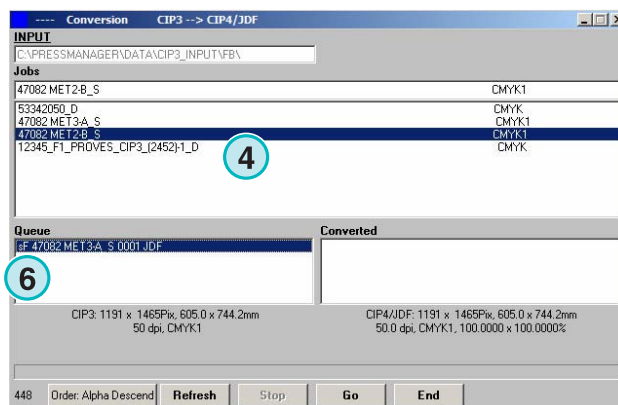 ---- Conversion CIP3 --> CIP4/JDF
INPUT
C:\PRESSMANAGER\DATA\CIP3_INPUT\FB\
Jobs
47082 MET2-B_S CMYK1
53342050_D CMYK
47082 MET3-A_S CMYK1
47082 MET2-B_S CMYK1
12345_F1_PROVES_CIP3_(2452)-1_D CMYK
4
Queue Converted
sF 47082 MET3-A_S 0001 JDF
6
CIP3: 1191 x 1465Pix, 605.0 x 744.2mm CIP4/JDF: 1191 x 1465Pix, 605.0 x 744.2mm
50 dpi, CMYK1 50.0 dpi, CMYK1, 100.0000 x 100.0000%
448 Order: Alpha Descend Refresh Stop Go End